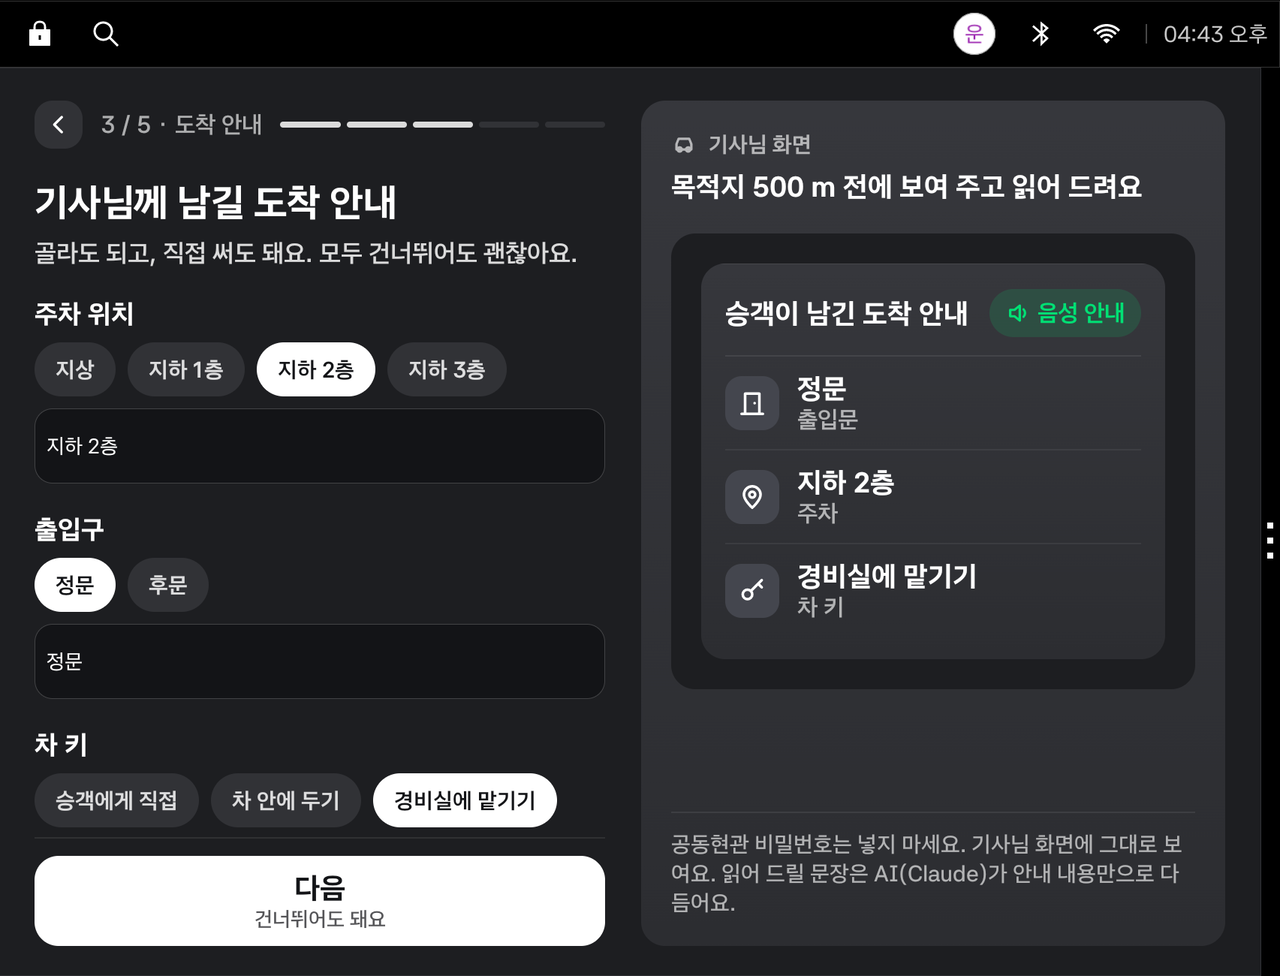 운
04:43 오후
3 / 5 · 도착 안내
기사님께 남길 도착 안내
골라도 되고, 직접 써도 돼요. 모두 건너뛰어도 괜찮아요.
주차 위치
지상
지하 1층
지하 2층
지하 3층
지하 2층
출입구
정문
후문
정문
차 키
승객에게 직접
차 안에 두기
경비실에 맡기기
다음
건너뛰어도 돼요
기사님 화면
목적지 500 m 전에 보여 주고 읽어 드려요
승객이 남긴 도착 안내
음성 안내
정문
출입문
지하 2층
주차
경비실에 맡기기
차 키
공동현관 비밀번호는 넣지 마세요. 기사님 화면에 그대로 보
여요. 읽어 드릴 문장은 AI(Claude)가 안내 내용만으로 다
듬어요.